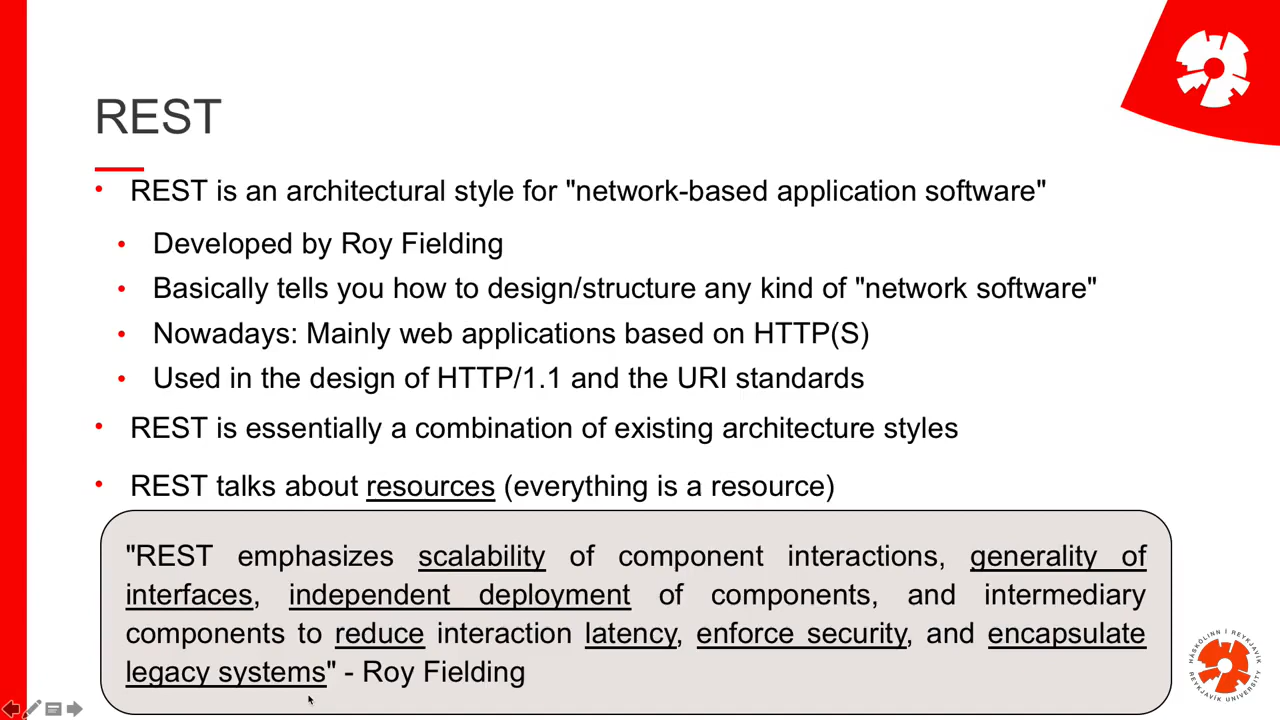 REST
• REST is an architectural style for "network-based application software"
• Developed by Roy Fielding
• Basically tells you how to design/structure any kind of "network software"
• Nowadays: Mainly web applications based on HTTP(S)
• Used in the design of HTTP/1.1 and the URI standards
• REST is essentially a combination of existing architecture styles
• REST talks about resources (everything is a resource)
"REST emphasizes scalability of component interactions, generality of
interfaces, independent deployment of components, and intermediary
components to reduce interaction latency, enforce security, and encapsulate
legacy systems" - Roy Fielding
HÁSKÓLINN Í REYKJAVÍK
REYKJAVÍK UNIVERSITY